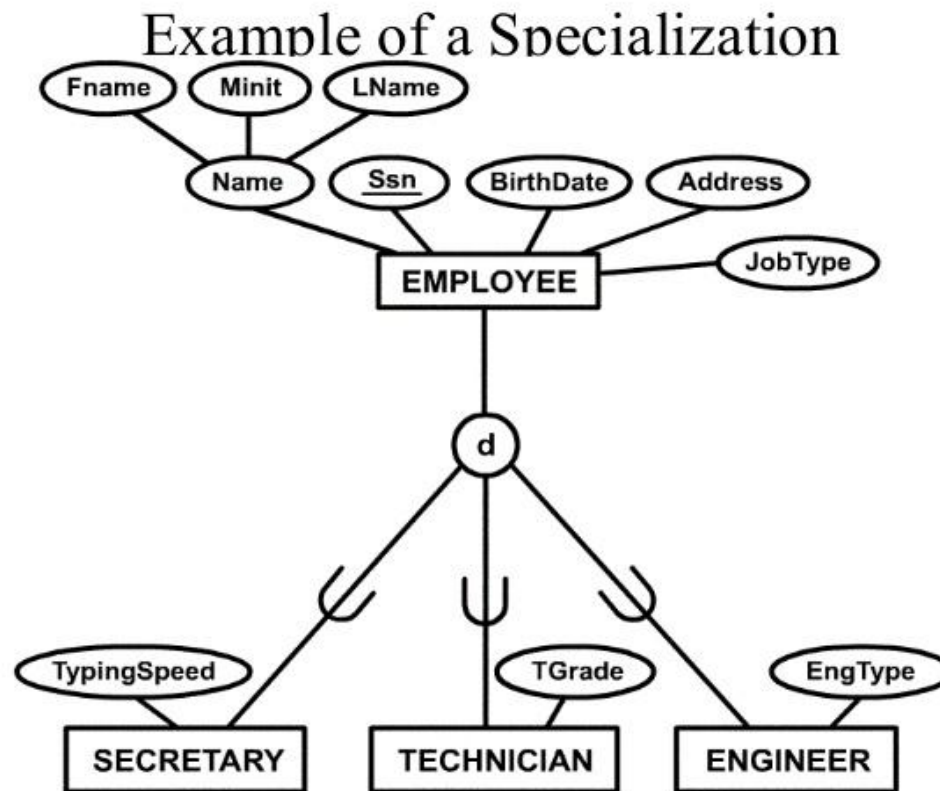 Example of a Specialization
Fname Minit LName
Name Ssn BirthDate Address
JobType
EMPLOYEE
d
TypingSpeed TGrade EngType
SECRETARY TECHNICIAN ENGINEER